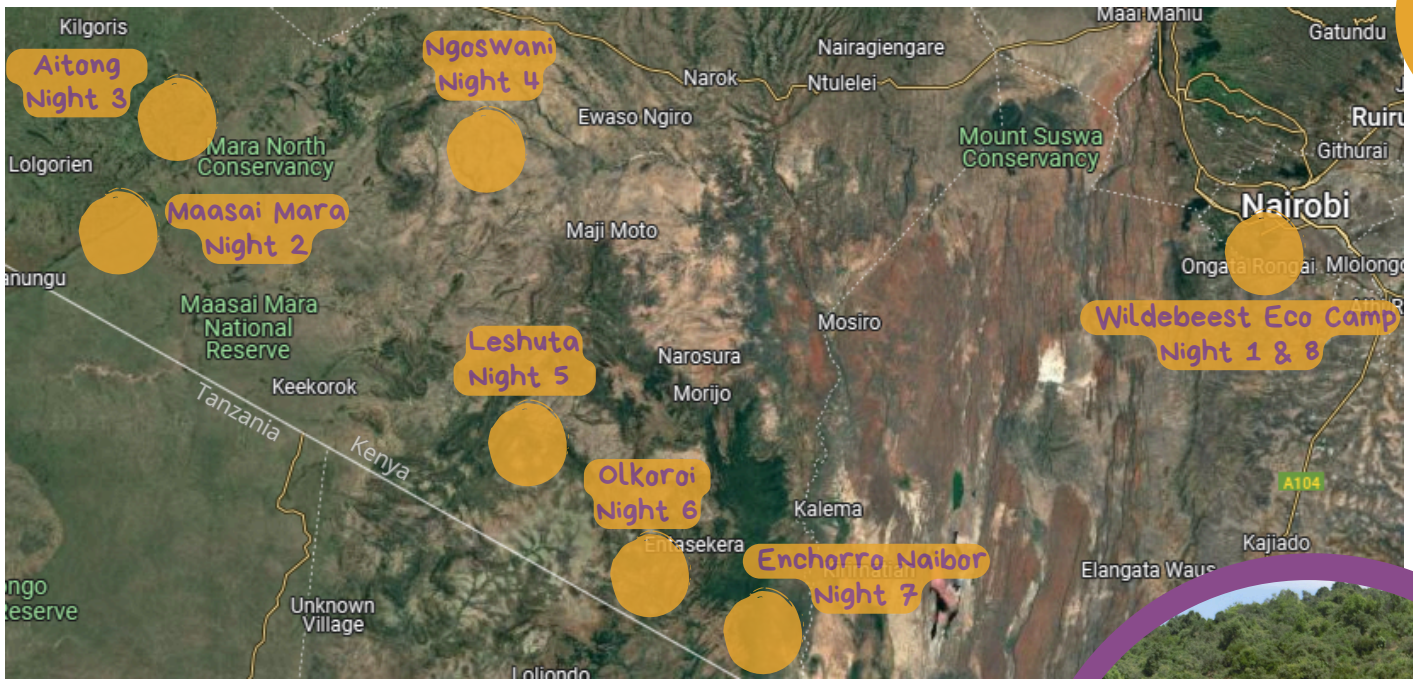 Kilgoris
Maai Mahiu
Gatundu
Aitong
Night 3
Ngoswani
Night 4
Nairagiengare
Narok
Ntulelei
Ewaso Ngiro
Ruiru
Githurai
Mara North
Conservancy
Mount Suswa
Conservancy
Lolgorien
Maasai Mara
Night 2
Nairobi
Maji Moto
Ongata Rongai
Mlolongo
anungu
Maasai Mara
National
Reserve
Mosiro
Wildebeest Eco Camp
Night 1 & 8
Leshuta
Night 5
Narosura
Morijo
Keekorok
Tanzania
Kenya
Olkoroi
Night 6
A104
Kalema
Entasekera
Kajiado
Enchorro Naibor
Night 7
Elangata Waus
ongo
Reserve
Unknown
Village
Loliondo